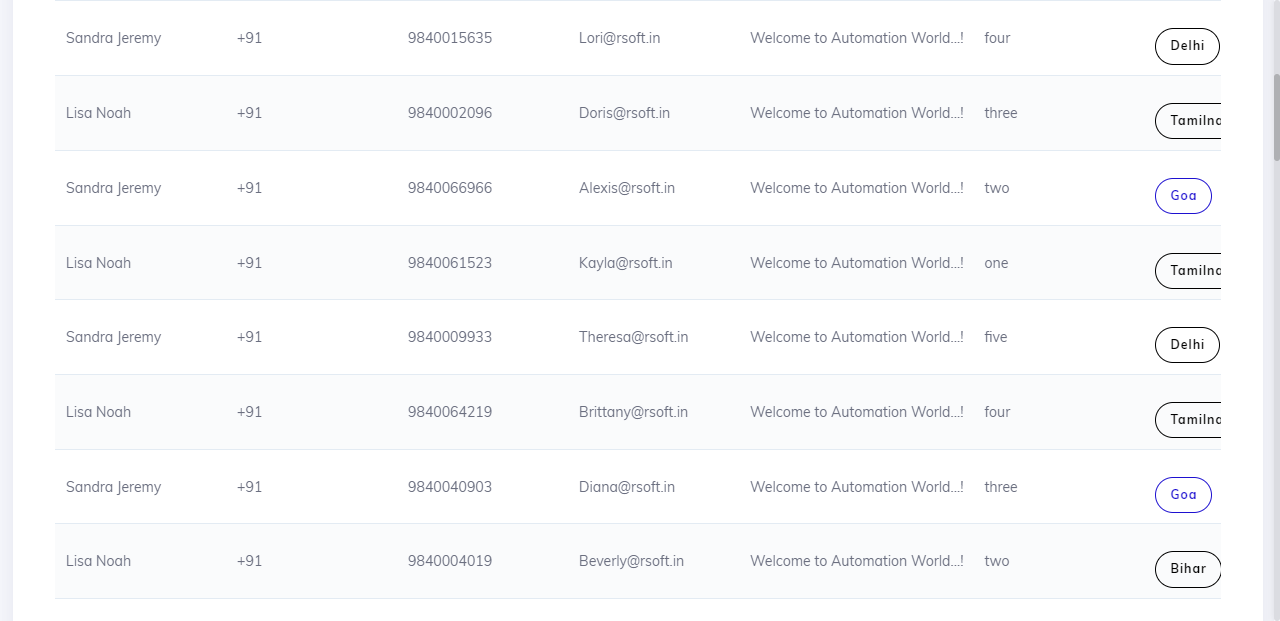 Sandra Jeremy +91 9840015635 Lori@rsoft.in Welcome to Automation World...! four Delhi
Lisa Noah +91 9840002096 Doris@rsoft.in Welcome to Automation World...! three Tamilna
Sandra Jeremy +91 9840066966 Alexis@rsoft.in Welcome to Automation World...! two Goa
Lisa Noah +91 9840061523 Kayla@rsoft.in Welcome to Automation World...! one Tamilna
Sandra Jeremy +91 9840009933 Theresa@rsoft.in Welcome to Automation World...! five Delhi
Lisa Noah +91 9840064219 Brittany@rsoft.in Welcome to Automation World...! four Tamilna
Sandra Jeremy +91 9840040903 Diana@rsoft.in Welcome to Automation World...! three Goa
Lisa Noah +91 9840004019 Beverly@rsoft.in Welcome to Automation World...! two Bihar